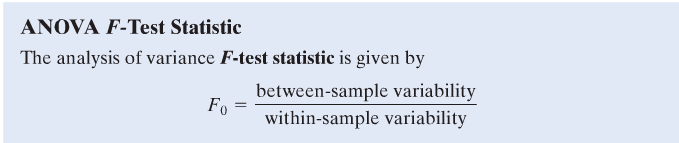 ANOVA F-Test Statistic
The analysis of variance F-test statistic is given by
F₀ = between-sample variability / within-sample variability